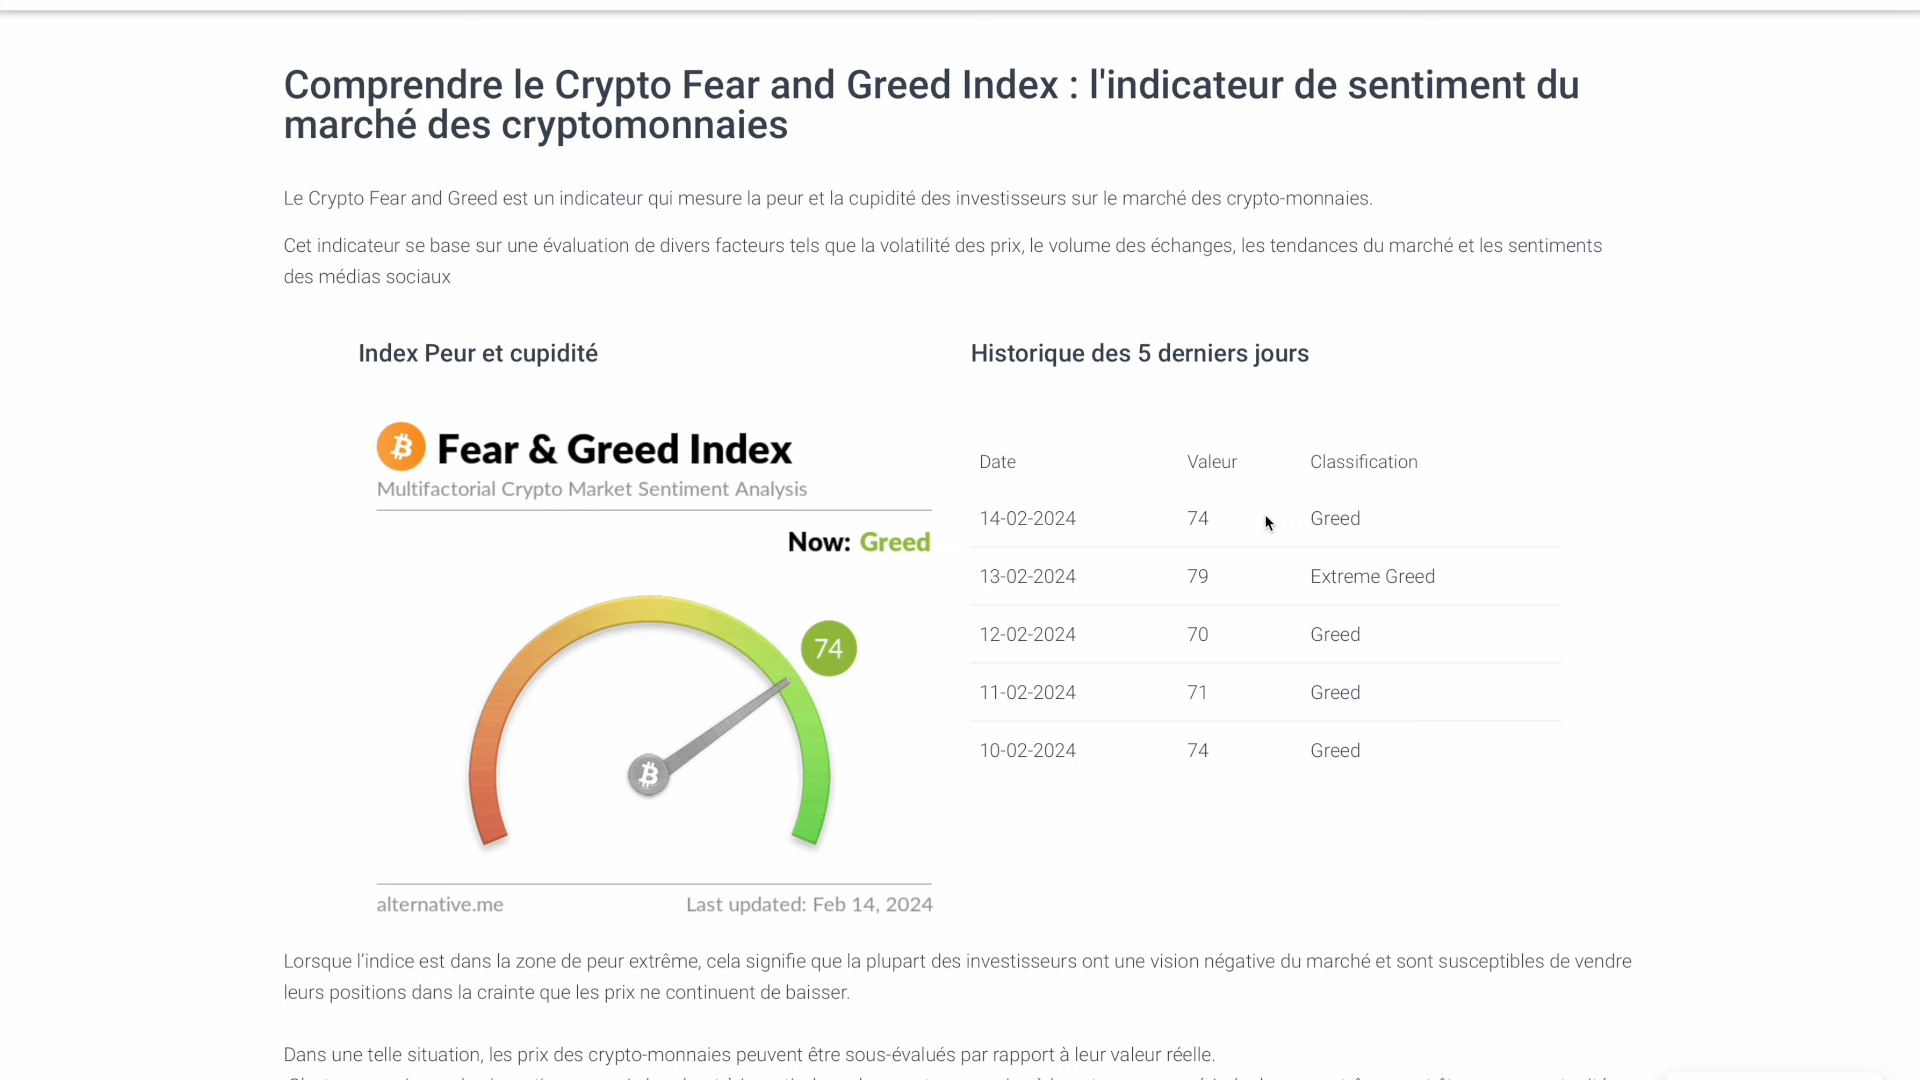 Comprendre le Crypto Fear and Greed Index : l'indicateur de sentiment du
marché des cryptomonnaies
Le Crypto Fear and Greed est un indicateur qui mesure la peur et la cupidité des investisseurs sur le marché des crypto-monnaies.
Cet indicateur se base sur une évaluation de divers facteurs tels que la volatilité des prix, le volume des échanges, les tendances du marché et les sentiments
des médias sociaux
Index Peur et cupidité
Fear & Greed Index
Multifactorial Crypto Market Sentiment Analysis
Now: Greed
74
alternative.me
Last updated: Feb 14, 2024
Historique des 5 derniers jours
Date Valeur Classification
14-02-2024 74 Greed
13-02-2024 79 Extreme Greed
12-02-2024 70 Greed
11-02-2024 71 Greed
10-02-2024 74 Greed
Lorsque l’indice est dans la zone de peur extrême, cela signifie que la plupart des investisseurs ont une vision négative du marché et sont susceptibles de vendre
leurs positions dans la crainte que les prix ne continuent de baisser.
Dans une telle situation, les prix des crypto-monnaies peuvent être sous-évalués par rapport à leur valeur réelle.